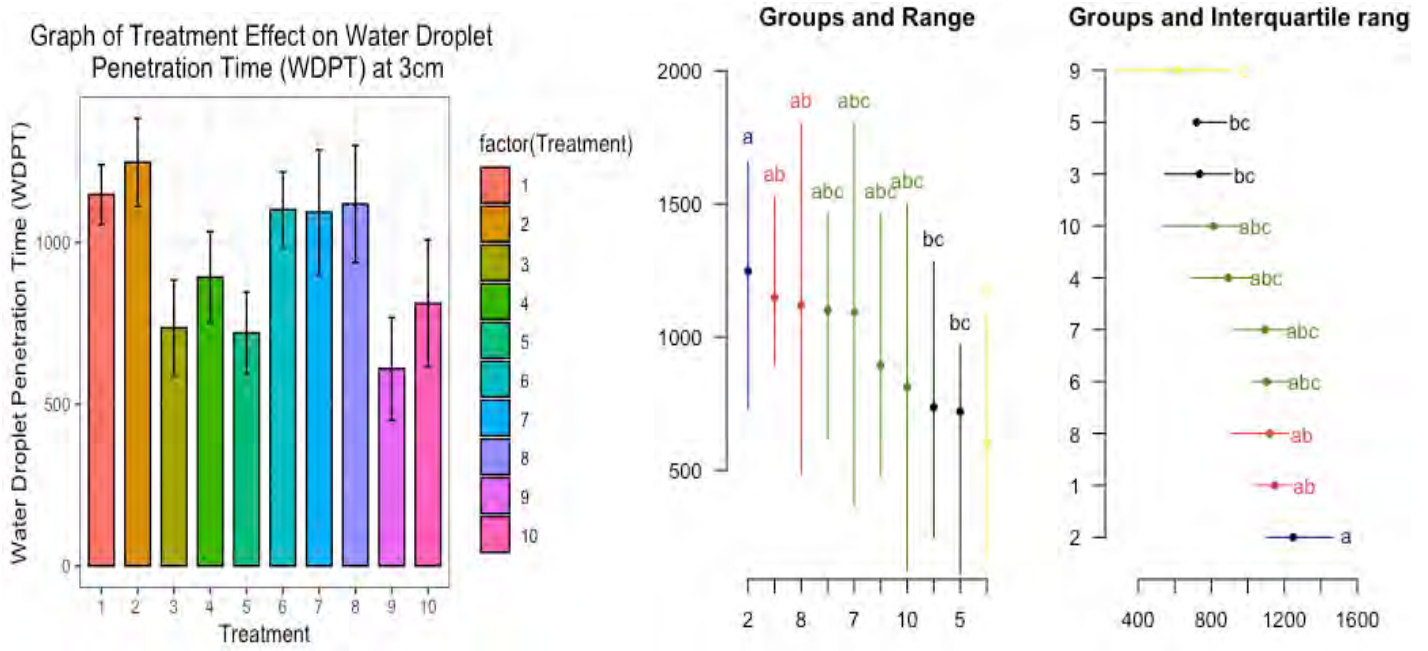 Graph of Treatment Effect on Water Droplet
Penetration Time (WDPT) at 3cm
Water Droplet Penetration Time (WDPT)
1000
500
0
1 2 3 4 5 6 7 8 9 10
Treatment
factor(Treatment)
1
2
3
4
5
6
7
8
9
10
Groups and Range
2000
1500
1000
500
a
ab
ab
abc
abc
abc
abc
bc
bc
c
2 8 7 10 5
Groups and Interquartile rang
9 c
5 bc
3 bc
10 abc
4 abc
7 abc
6 abc
8 ab
1 ab
2 a
400 800 1200 1600